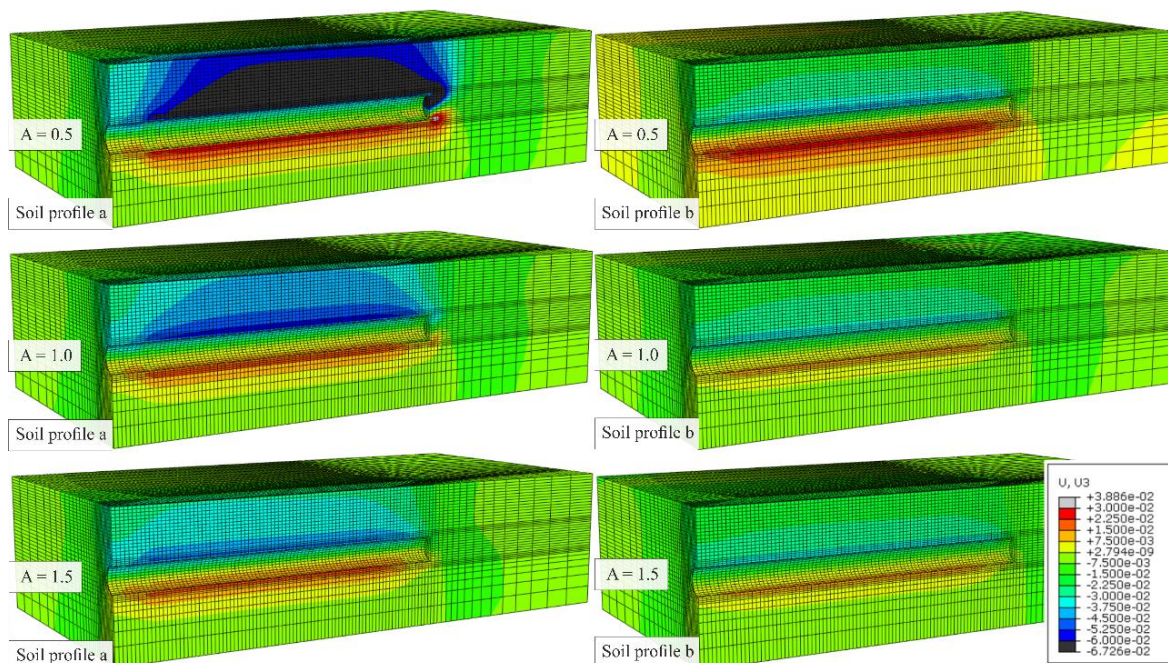 A = 0.5
Soil profile a
A = 0.5
Soil profile b
A = 1.0
Soil profile a
A = 1.0
Soil profile b
A = 1.5
Soil profile a
A = 1.5
Soil profile b
U, U3
+3.886e-02
+3.000e-02
+2.250e-02
+1.500e-02
+7.500e-03
+2.794e-09
-7.500e-03
-1.500e-02
-2.250e-02
-3.000e-02
-3.750e-02
-4.500e-02
-5.250e-02
-6.000e-02
-6.726e-02